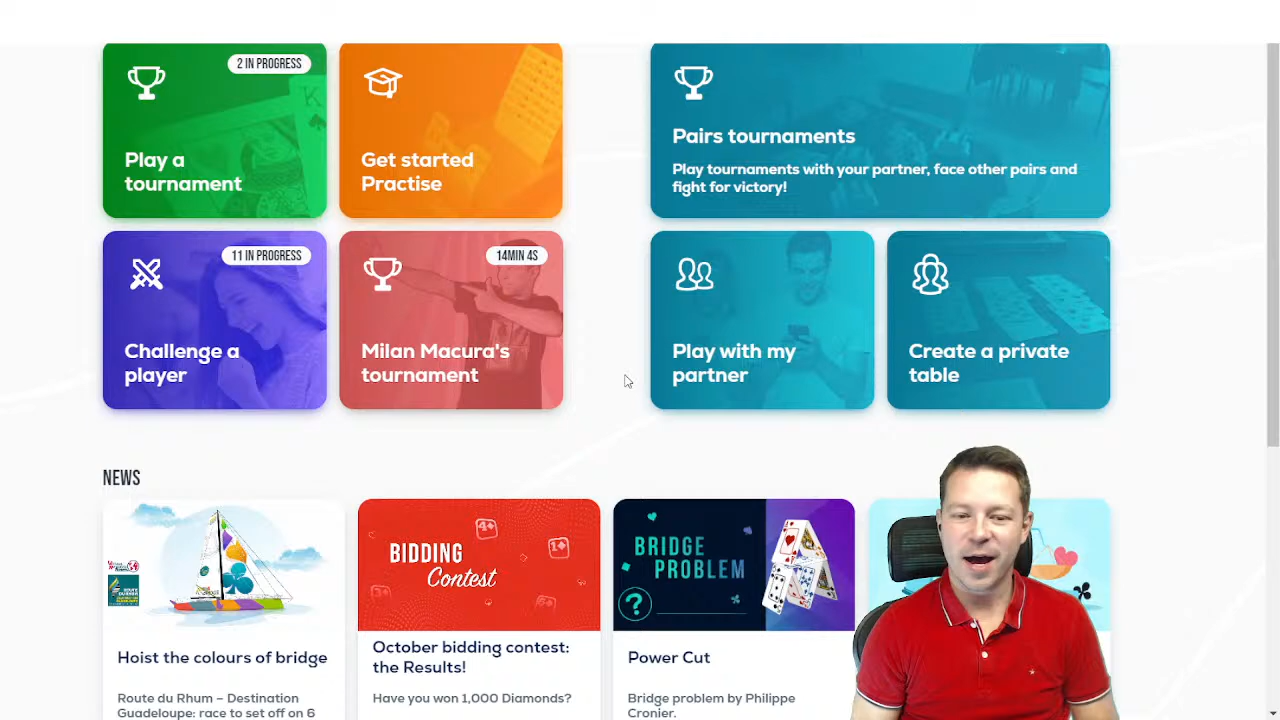 2 IN PROGRESS
Play a
tournament
Get started
Practise
Pairs tournaments
Play tournaments with your partner, face other pairs and
fight for victory!
11 IN PROGRESS
Challenge a
player
14MIN 4S
Milan Macura's
tournament
Play with my
partner
Create a private
table
NEWS
BIDDING
Contest
BRIDGE
PROBLEM
?
Hoist the colours of bridge
Route du Rhum – Destination
Guadeloupe: race to set off on 6
October bidding contest:
the Results!
Have you won 1,000 Diamonds?
Power Cut
Bridge problem by Philippe
Cronier.